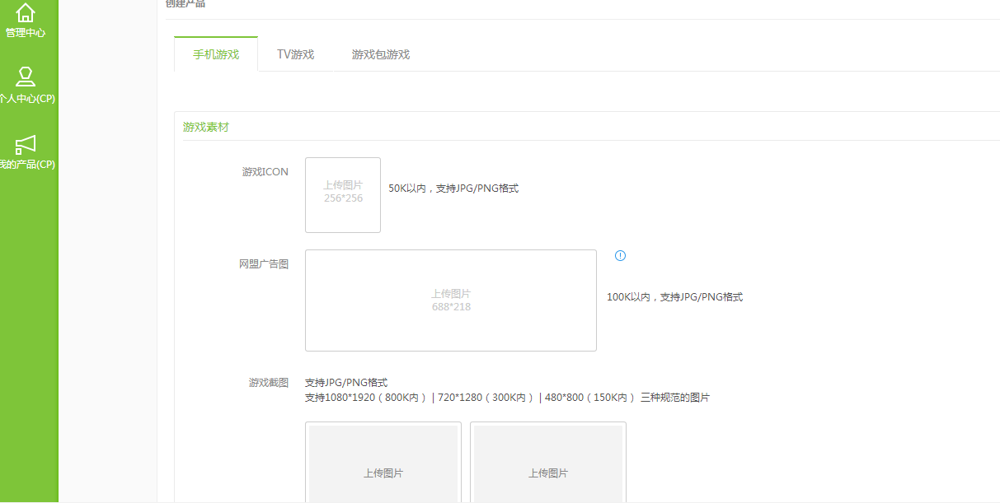 创建产品
管理中心
个人中心(CP)
我的产品(CP)
手机游戏
TV游戏
游戏包游戏
游戏素材
游戏ICON
上传图片
256*256
50K以内，支持JPG/PNG格式
网盟广告图
上传图片
688*218
100K以内，支持JPG/PNG格式
游戏截图
支持JPG/PNG格式
支持1080*1920（800K内）| 720*1280（300K内）| 480*800（150K内） 三种规范的图片
上传图片
上传图片